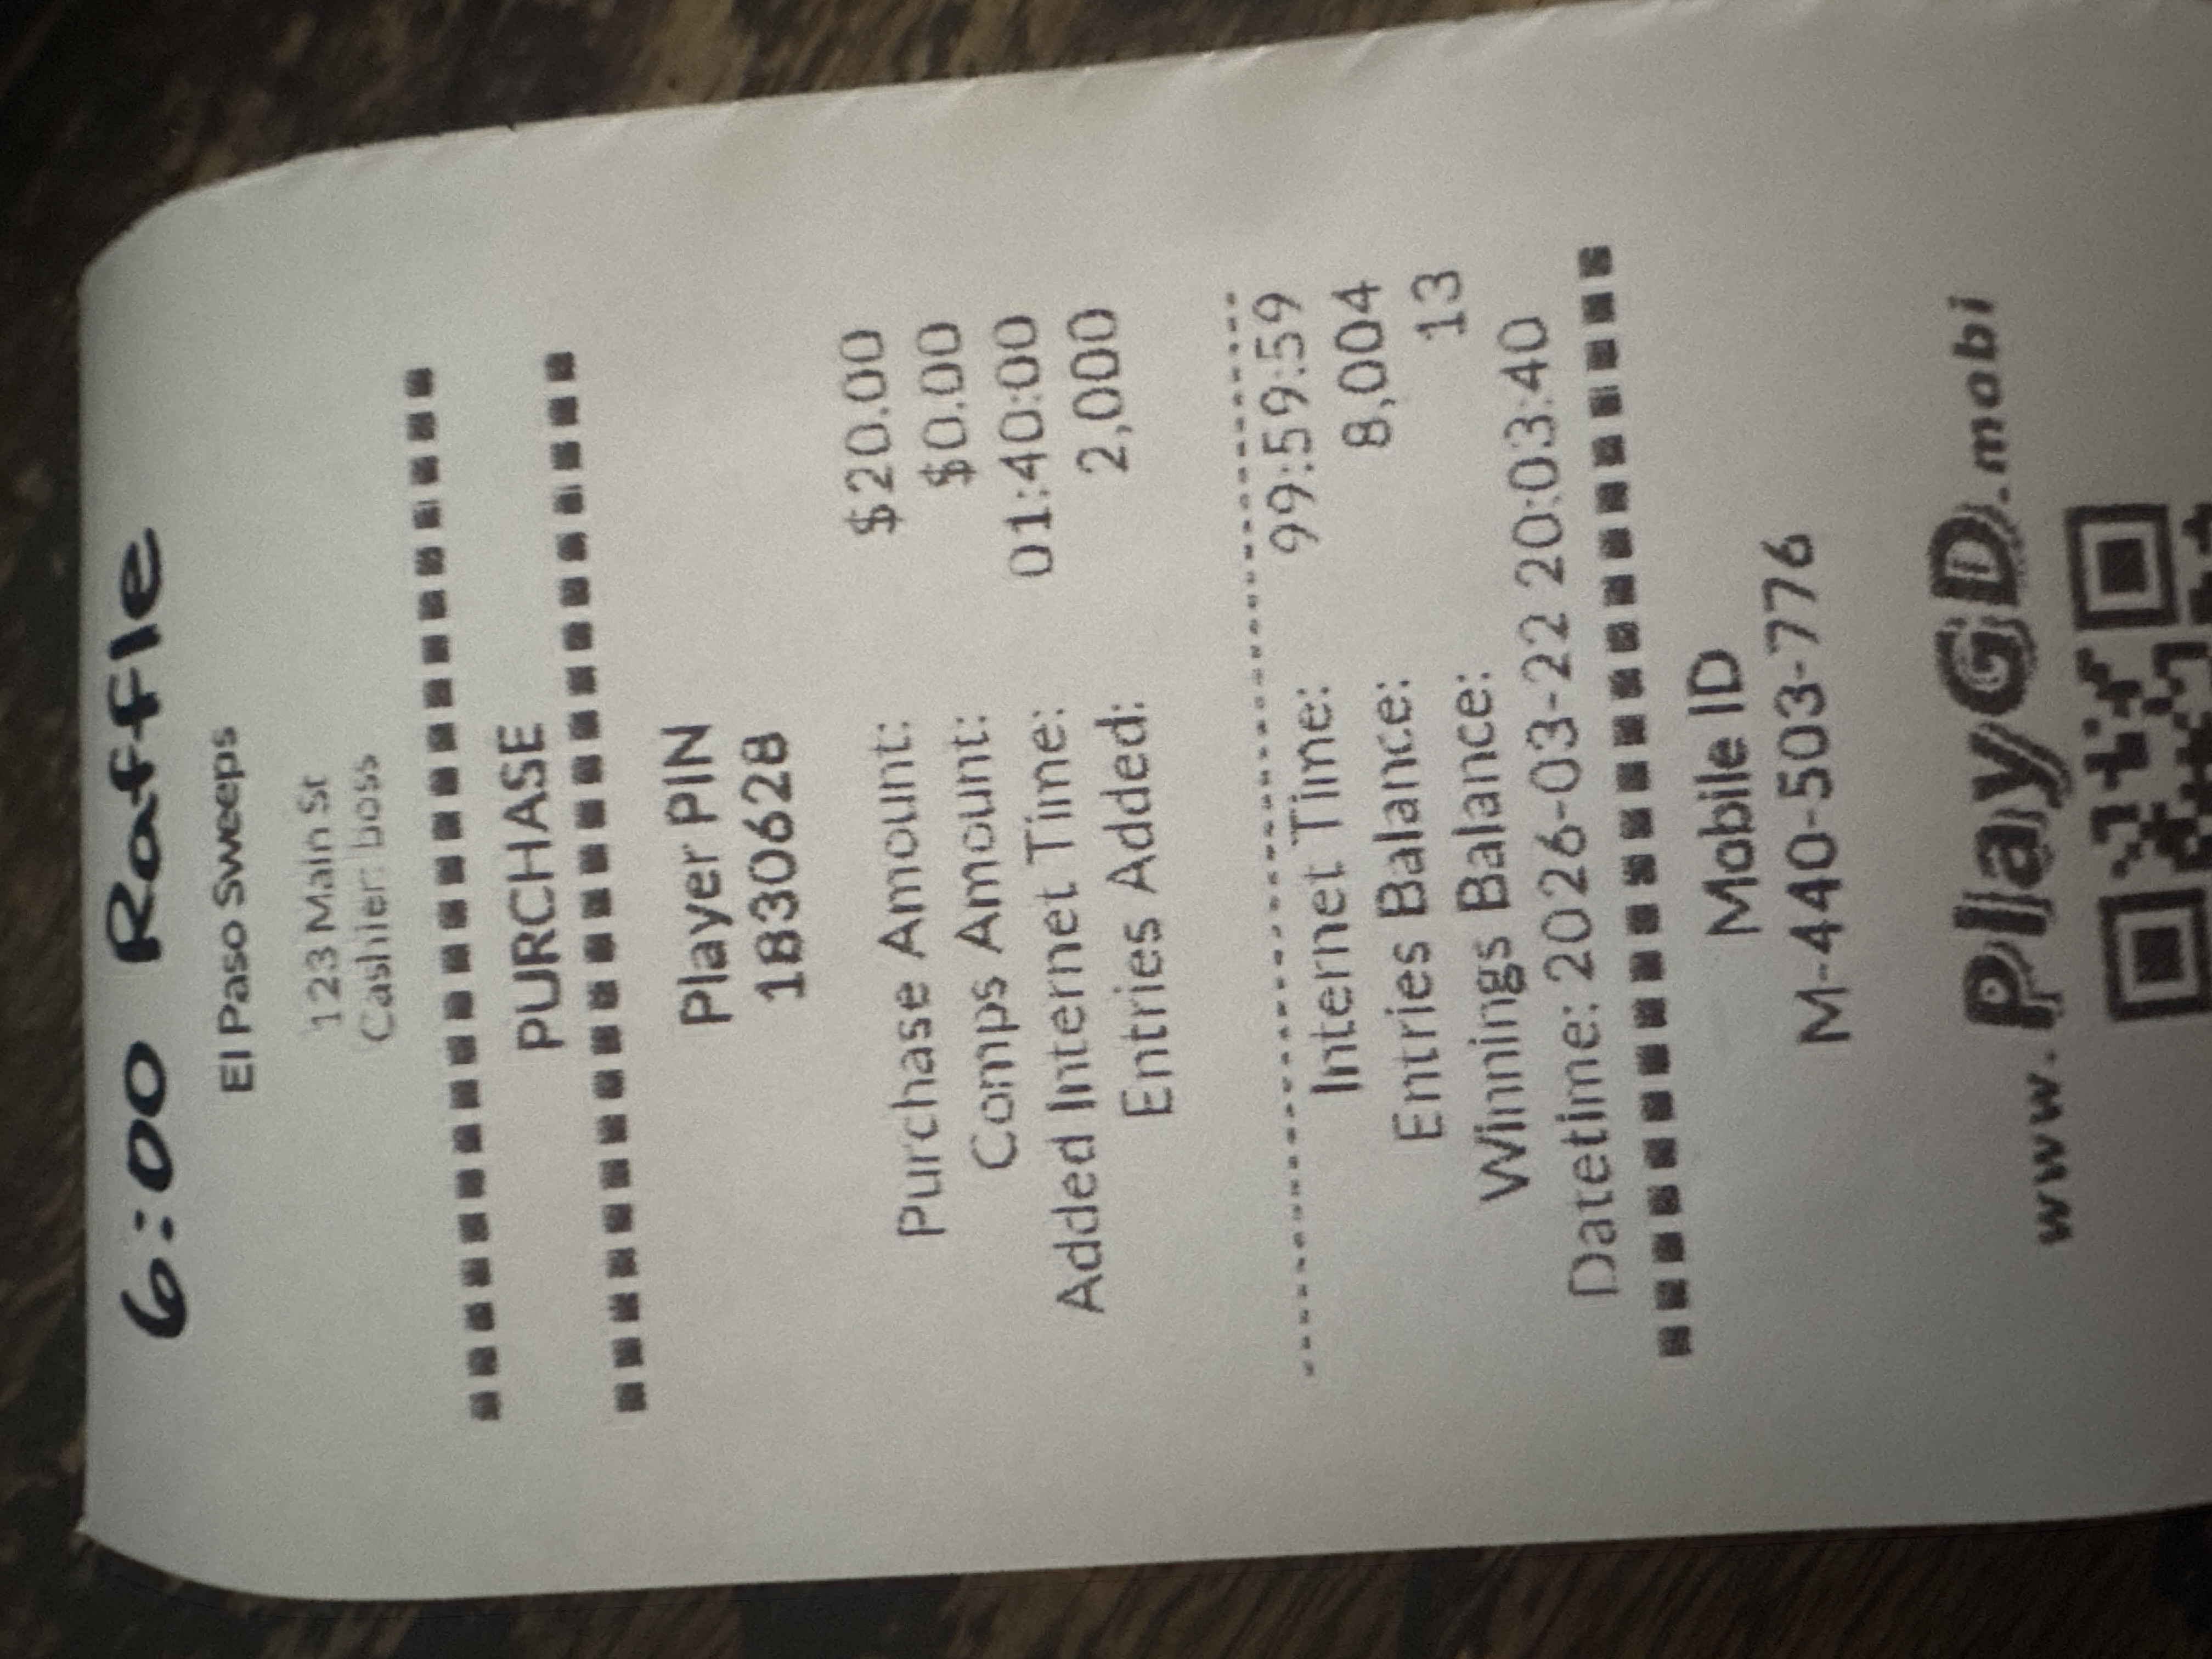 6:00 Raffle
El Paso Sweeps
123 Main St
Cashier: boss
PURCHASE
Player PIN
1830628
Purchase Amount: $20.00
Comps Amount: $0.00
Added Internet Time: 01:40:00
Entries Added: 2,000
Internet Time: 99:59:59
Entries Balance: 8,004
Winnings Balance: 13
Datetime: 2026-03-22 20:03:40
Mobile ID
M-440-503-7776
www.PlayGD.mobi